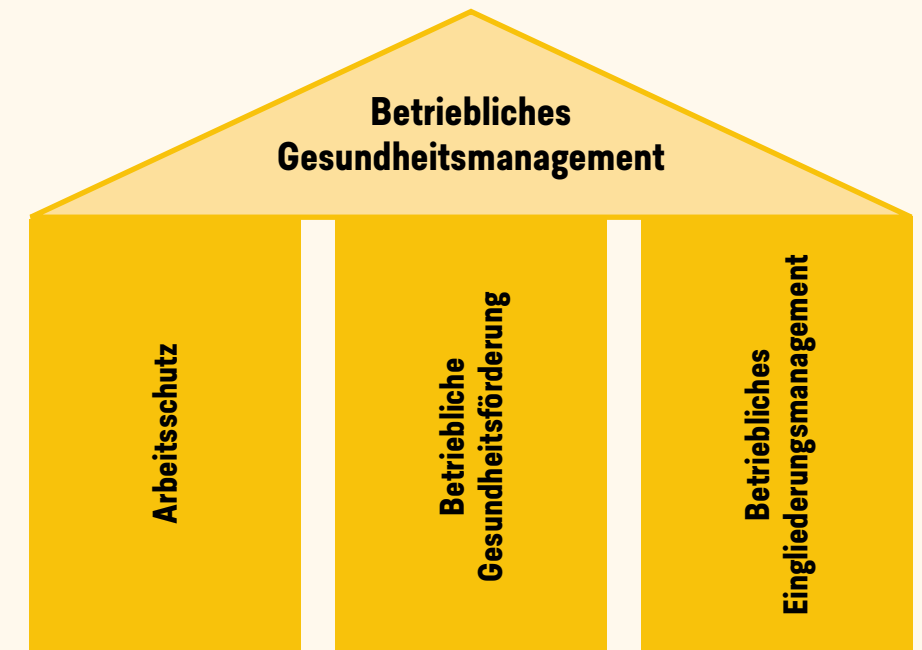 Betriebliches
Gesundheitsmanagement
Arbeitsschutz
Betriebliche
Gesundheitsförderung
Betriebliches
Eingliederungsmanagement